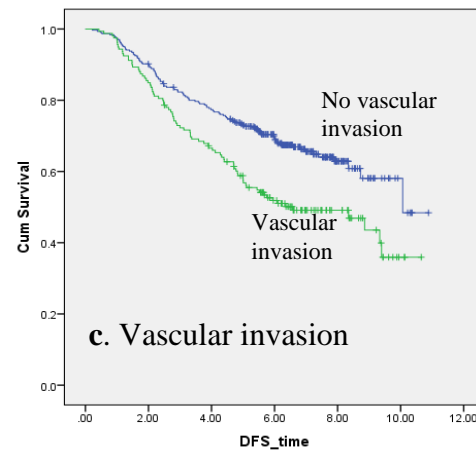 1.0
0.8
0.6
0.4
0.2
0.0
Cum Survival
No vascular
invasion
Vascular
invasion
c. Vascular invasion
.00 2.00 4.00 6.00 8.00 10.00 12.00
DFS_time